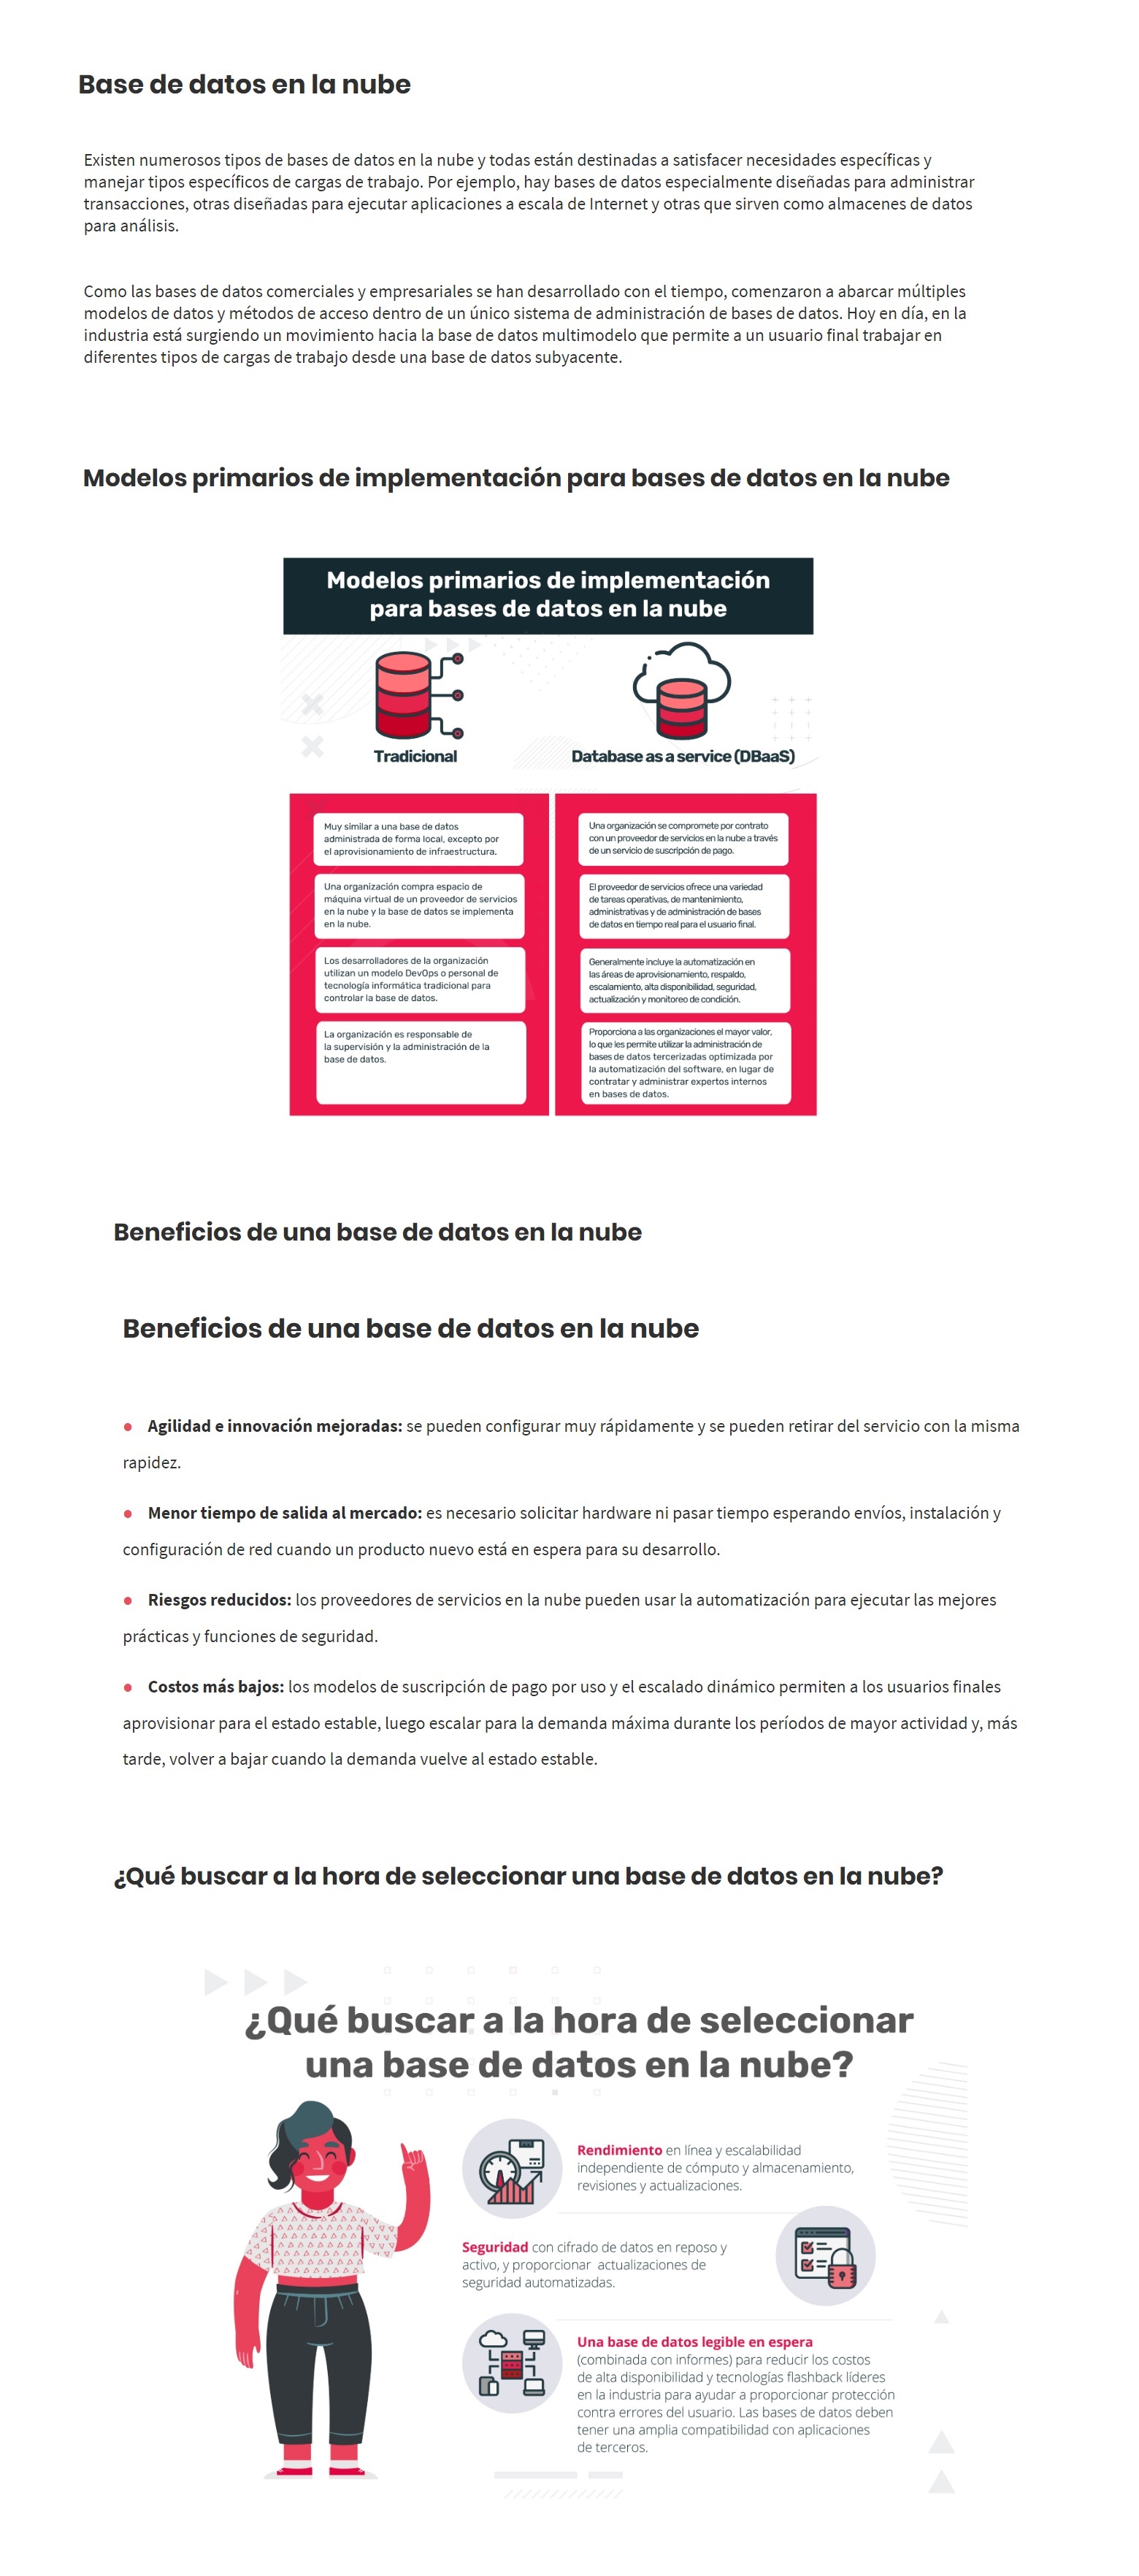 Base de datos en la nube
Existen numerosos tipos de bases de datos en la nube y todas están destinadas a satisfacer necesidades específicas y
manejar tipos específicos de cargas de trabajo. Por ejemplo, hay bases de datos especialmente diseñadas para administrar
transacciones, otras diseñadas para ejecutar aplicaciones a escala de Internet y otras que sirven como almacenes de datos
para análisis.
Como las bases de datos comerciales y empresariales se han desarrollado con el tiempo, comenzaron a abarcar múltiples
modelos de datos y métodos de acceso dentro de un único sistema de administración de bases de datos. Hoy en día, en la
industria está surgiendo un movimiento hacia la base de datos multimodelo que permite a un usuario final trabajar en
diferentes tipos de cargas de trabajo desde una base de datos subyacente.
Modelos primarios de implementación para bases de datos en la nube
Modelos primarios de implementación
para bases de datos en la nube
Tradicional
Database as a service (DBaaS)
Muy similar a una base de datos
administrada de forma local, excepto por
el aprovisionamiento de infraestructura.
Una organización compra espacio de
máquina virtual de un proveedor de servicios
en la nube y la base de datos se implementa
en la nube.
Los desarrolladores de la organización
utilizan un modelo DevOps o personal de
tecnología informática tradicional para
controlar la base de datos.
La organización es responsable de
la supervisión y la administración de la
base de datos.
Una organización se compromete por contrato
con un proveedor de servicios en la nube a través
de un servicio de suscripción de pago.
El proveedor de servicios ofrece una variedad
de tareas operativas, de mantenimiento,
administrativas y de administración de bases
de datos en tiempo real para el usuario final.
Generalmente incluye la automatización en
las áreas de aprovisionamiento, respaldo,
escalamiento, alta disponibilidad, seguridad,
actualización y monitoreo de condición.
Proporciona a las organizaciones el mayor valor,
lo que les permite utilizar la administración de
bases de datos tercerizadas optimizada por
la automatización del software, en lugar de
contratar y administrar expertos internos
en bases de datos.
Beneficios de una base de datos en la nube
Beneficios de una base de datos en la nube
● Agilidad e innovación mejoradas: se pueden configurar muy rápidamente y se pueden retirar del servicio con la misma
rapidez.
● Menor tiempo de salida al mercado: es necesario solicitar hardware ni pasar tiempo esperando envíos, instalación y
configuración de red cuando un producto nuevo está en espera para su desarrollo.
● Riesgos reducidos: los proveedores de servicios en la nube pueden usar la automatización para ejecutar las mejores
prácticas y funciones de seguridad.
● Costos más bajos: los modelos de suscripción de pago por uso y el escalado dinámico permiten a los usuarios finales
aprovisionar para el estado estable, luego escalar para la demanda máxima durante los períodos de mayor actividad y, más
tarde, volver a bajar cuando la demanda vuelve al estado estable.
¿Qué buscar a la hora de seleccionar una base de datos en la nube?
¿Qué buscar a la hora de seleccionar
una base de datos en la nube?
Rendimiento en línea y escalabilidad
independiente de cómputo y almacenamiento,
revisiones y actualizaciones.
Seguridad con cifrado de datos en reposo y
activo, y proporcionar actualizaciones de
seguridad automatizadas.
Una base de datos legible en espera
(combinada con informes) para reducir los costos
de alta disponibilidad y tecnologías flashback líderes
en la industria para ayudar a proporcionar protección
contra errores del usuario. Las bases de datos deben
tener una amplia compatibilidad con aplicaciones
de terceros.